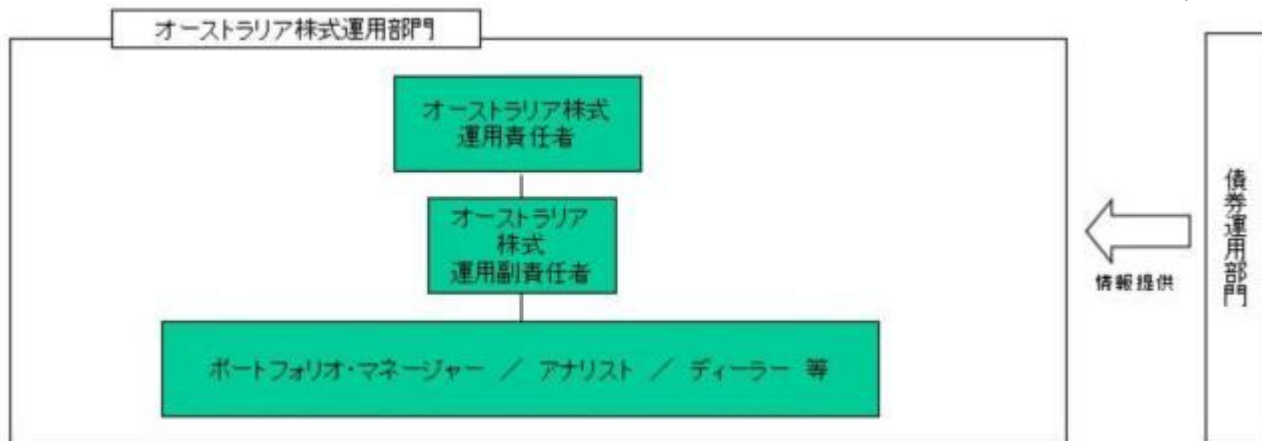 オーストラリア株式運用部門
オーストラリア株式
運用責任者
オーストラリア
株式
運用副責任者
ポートフォリオ・マネージャー ／ アナリスト ／ ディーラー 等
情報提供
債券運用部門